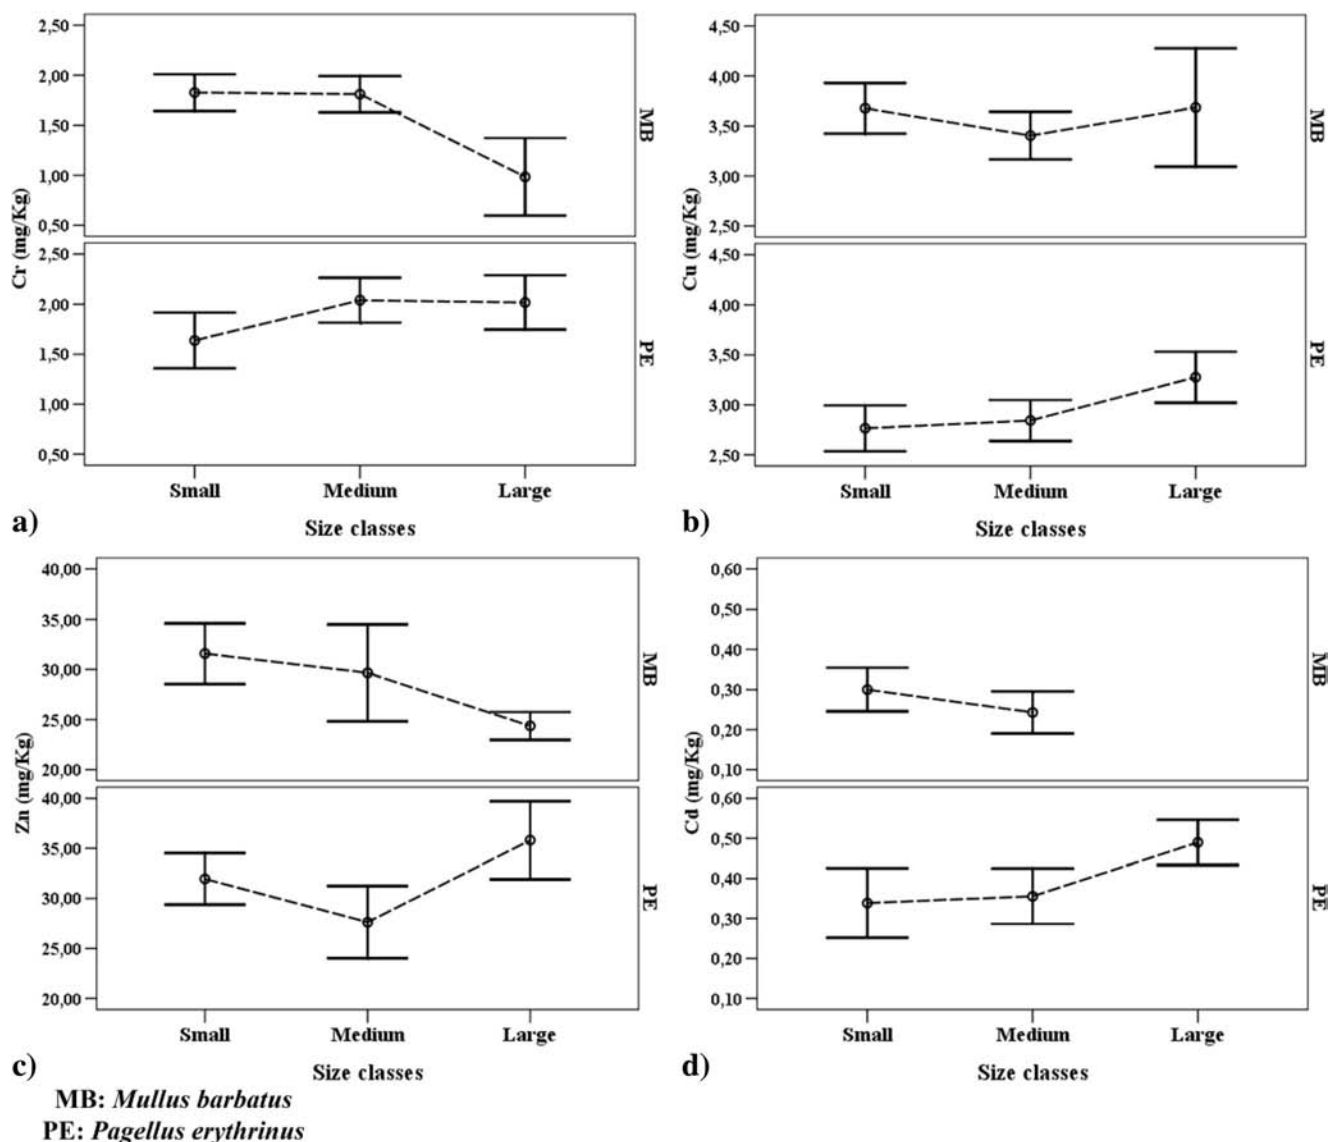 2,50
2,00
1,50
1,00
0,50
MB
2,50
2,00
1,50
1,00
0,50
PE
Cr (mg/Kg)
Small Medium Large
a)
Size classes
4,50
4,00
3,50
3,00
2,50
MB
4,50
4,00
3,50
3,00
2,50
PE
Cu (mg/Kg)
Small Medium Large
b)
Size classes
40,00
35,00
30,00
25,00
20,00
MB
40,00
35,00
30,00
25,00
20,00
PE
Zn (mg/Kg)
Small Medium Large
c)
Size classes
0,60
0,50
0,40
0,30
0,20
0,10
MB
0,60
0,50
0,40
0,30
0,20
0,10
PE
Cd (mg/Kg)
Small Medium Large
d)
Size classes
MB: Mullus barbatus
PE: Pagellus erythrinus